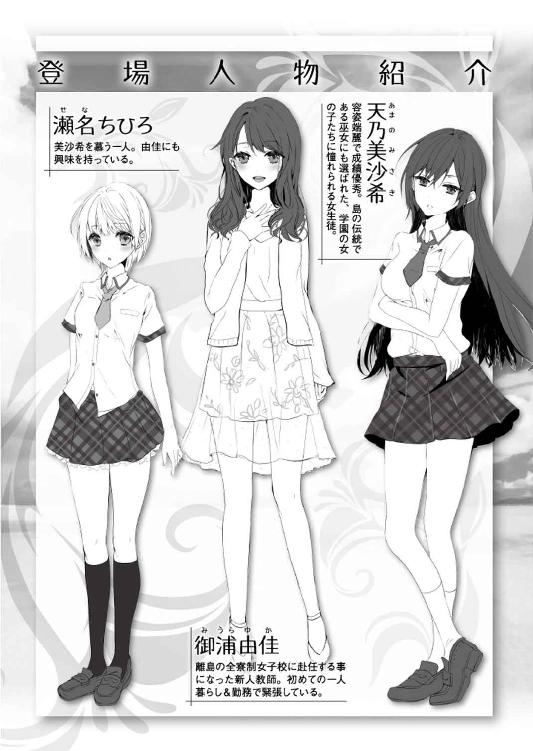 登場人物紹介
せな
瀬名ちひろ
美沙希を慕う一人。由佳にも
興味を持っている。
あまのみさき
天乃美沙希
容姿端麗で成績優秀。島の伝統で
ある巫女にも選ばれた、学園の女
の子たちに憧れられる女生徒。
みうらゆか
御浦由佳
離島の全寮制女子校に赴任する事
になった新人教師。初めての一人
暮らし&勤務で緊張している。